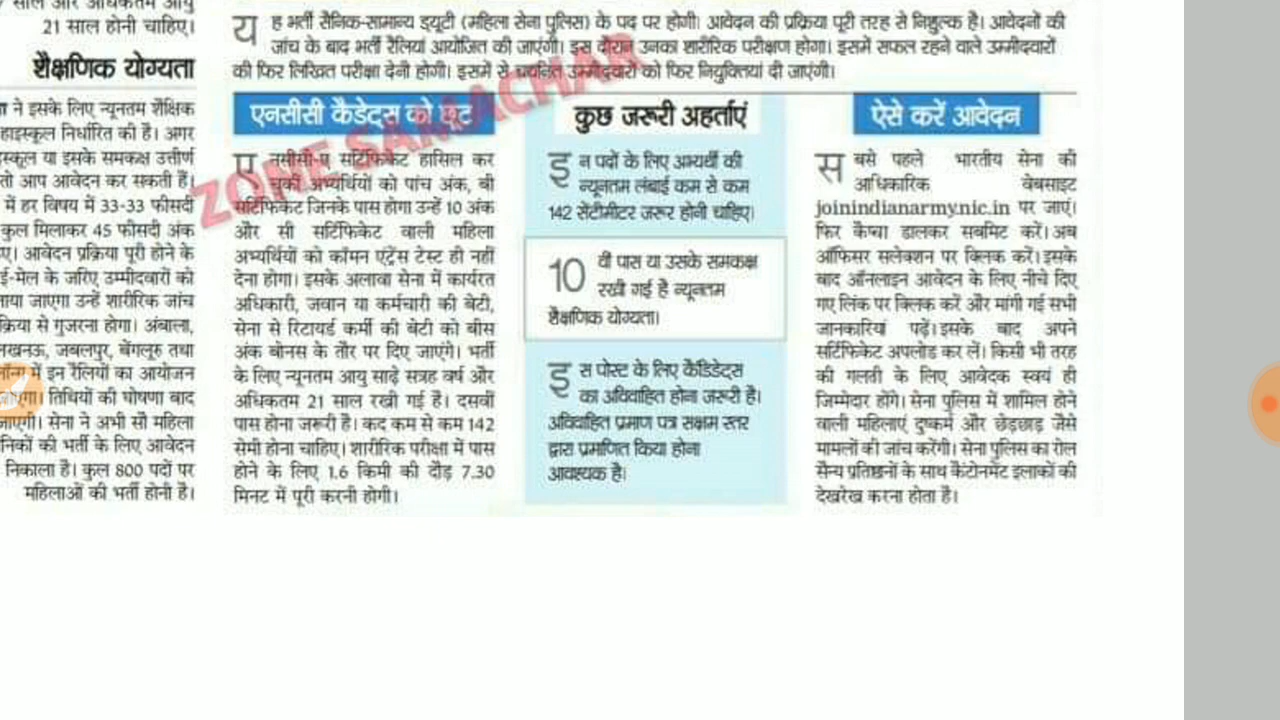 साल और अधिकतम आयु
21 साल होनी चाहिए।
शैक्षणिक योग्यता
ने इसके लिए न्यूनतम शैक्षिक
हाइस्कूल निर्धारित की है। अगर
या इसके समकक्ष उत्तीर्ण
तो आप आवेदन कर सकती हैं।
में हर विषय में 33-33 फीसदी
कुल मिलाकर 45 फीसदी अंक
आवेदन प्रक्रिया पूरी होने के
ई-मेल के जरिए उम्मीदवारों को
जाएगा उन्हें शारीरिक जांच
से गुजरना होगा। अंबाला,
लखनऊ, जबलपुर, बेंगलुरु तथा
में इन रैलियों का आयोजन
तिथियों की घोषणा बाद
सेना ने अभी सौ महिला
की भर्ती के लिए आवेदन
निकाला है। कुल 800 पदों पर
महिलाओं की भर्ती होनी है।
यह भर्ती सैनिक-सामान्य ड्यूटी (महिला सेना पुलिस) के पद पर होगी। आवेदन की प्रक्रिया पूरी तरह से निशुल्क है। आवेदनों की
जांच के बाद भर्ती रैलियां आयोजित की जाएंगी। इस दौरान उनका शारीरिक परीक्षण होगा। इसमें सफल रहने वाले उम्मीदवारों
की फिर लिखित परीक्षा देनी होगी। इसमें से चयनित उम्मीदवारों को फिर नियुक्तियां दी जाएंगी।
ZONE SAMACHAR
एनसीसी कैडेट्स को छूट
एनसीसी ए सर्टिफिकेट हासिल कर
चुकी अभ्यर्थियों को पांच अंक, बी
सर्टिफिकेट जिनके पास होगा उन्हें 10 अंक
और सी सर्टिफिकेट वाली महिला
अभ्यर्थियों को कॉमन एंट्रेंस टेस्ट ही नहीं
देना होगा। इसके अलावा सेना में कार्यरत
अधिकारी, जवान या कर्मचारी की बेटी,
सेना से रिटायर्ड कर्मी की बेटी को बीस
अंक बोनस के तौर पर दिए जाएंगे। भर्ती
के लिए न्यूनतम आयु साढ़े सत्रह वर्ष और
अधिकतम 21 साल रखी गई है। दसवीं
पास होना जरूरी है। कद कम से कम 142
सेमी होना चाहिए। शारीरिक परीक्षा में पास
होने के लिए 1.6 किमी की दौड़ 7.30
मिनट में पूरी करनी होगी।
कुछ जरूरी अहर्ताएं
इन पदों के लिए अभ्यर्थी की
न्यूनतम लंबाई कम से कम
142 सेंटीमीटर जरूर होनी चाहिए।
10 वी पास या उसके समकक्ष
रखी गई है न्यूनतम
शैक्षणिक योग्यता।
इस पोस्ट के लिए कैंडिडेट्स
का अविवाहित होना जरूरी है।
अविवाहित प्रमाण पत्र सक्षम स्तर
द्वारा प्रमाणित किया होना
आवश्यक है।
ऐसे करें आवेदन
सबसे पहले भारतीय सेना की
आधिकारिक वेबसाइट
joinindianarmy.nic.in पर जाएं।
फिर कैप्चा डालकर सबमिट करें। अब
ऑफिसर सलेक्शन पर क्लिक करें। इसके
बाद ऑनलाइन आवेदन के लिए नीचे दिए
गए लिंक पर क्लिक करें और मांगी गई सभी
जानकारियां पढ़ें। इसके बाद अपने
सर्टिफिकेट अपलोड कर लें। किसी भी तरह
की गलती के लिए आवेदक स्वयं ही
जिम्मेदार होंगे। सेना पुलिस में शामिल होने
वाली महिलाएं दुष्कर्म और छेड़छाड़ जैसे
मामलों की जांच करेंगी। सेना पुलिस का रोल
सैन्य प्रतिष्ठानों के साथ कैंटोनमेंट इलाकों की
देखरेख करना होता है।